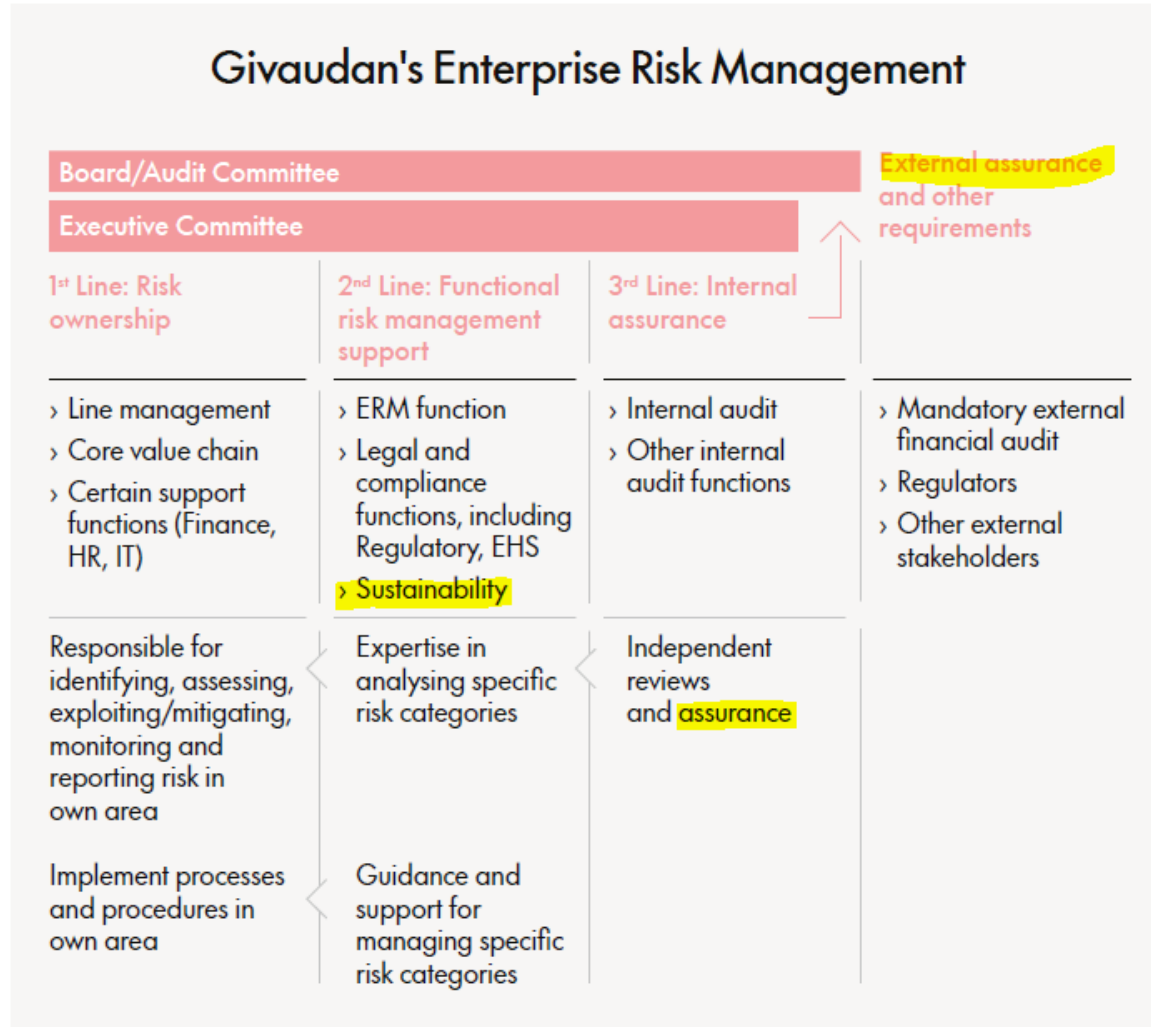 Givaudan's Enterprise Risk Management
Board/Audit Committee
Executive Committee
External assurance
and other
requirements
1st Line: Risk
ownership
2nd Line: Functional
risk management
support
3rd Line: Internal
assurance
› Line management
› Core value chain
› Certain support
functions (Finance,
HR, IT)
› ERM function
› Legal and
compliance
functions, including
Regulatory, EHS
› Sustainability
› Internal audit
› Other internal
audit functions
› Mandatory external
financial audit
› Regulators
› Other external
stakeholders
Responsible for
identifying, assessing,
exploiting/mitigating,
monitoring and
reporting risk in
own area
Expertise in
analysing specific
risk categories
Independent
reviews
and assurance
Implement processes
and procedures in
own area
Guidance and
support for
managing specific
risk categories